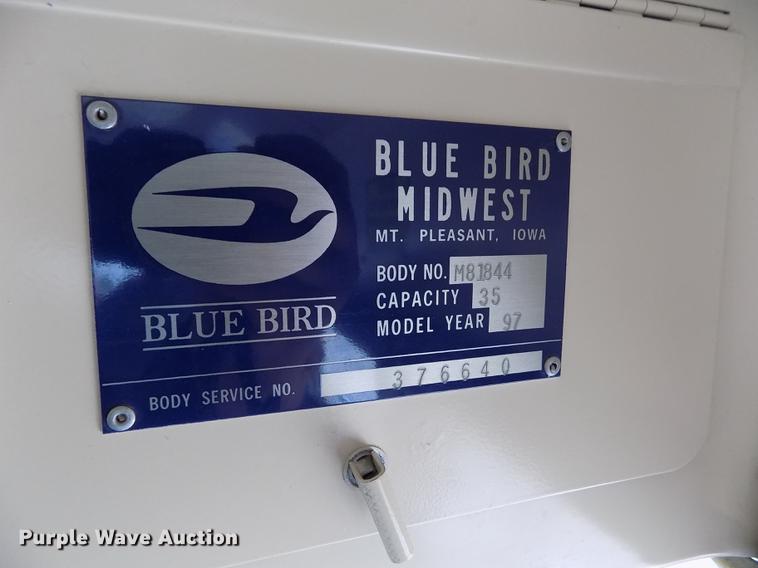 BLUE BIRD
MIDWEST
MT. PLEASANT, IOWA
BODY NO. M81844
CAPACITY 35
MODEL YEAR 97
BLUE BIRD
BODY SERVICE NO. 376640
Purple Wave Auction